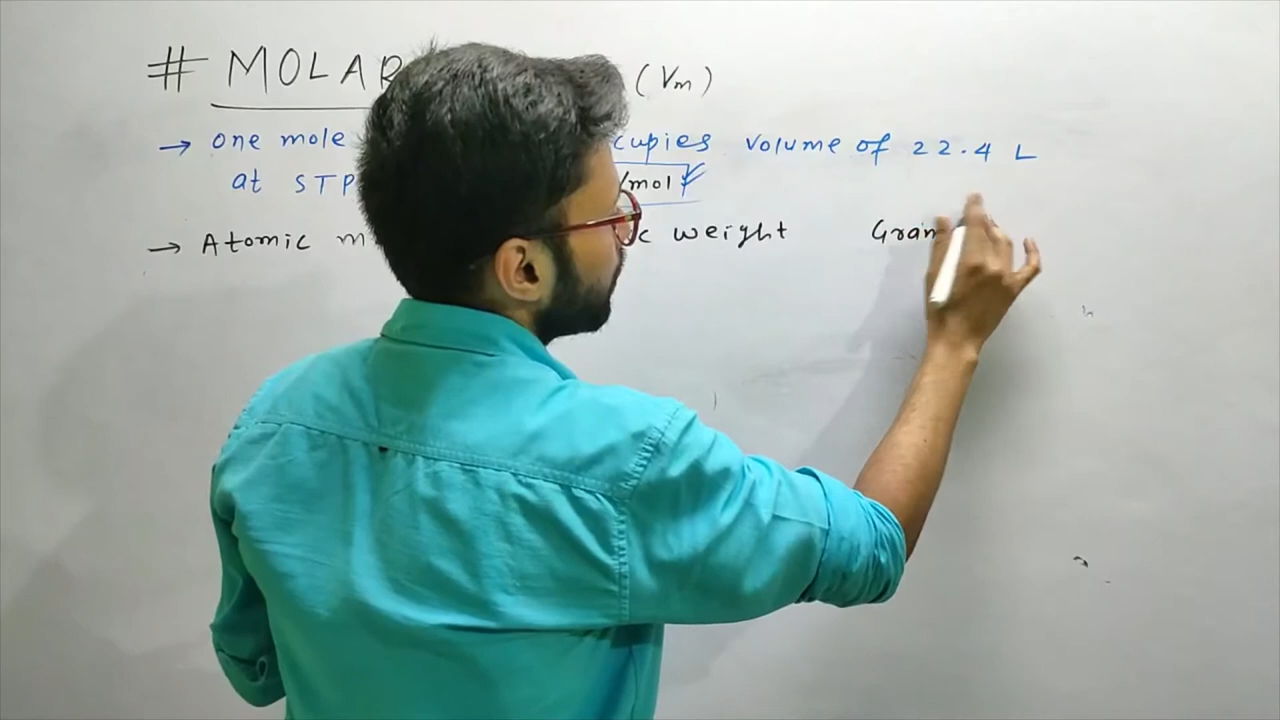 # MOLAR (Vm)
→ one mole cupies volume of 22.4 L
at STP /mol
→ Atomic m c weight Gram